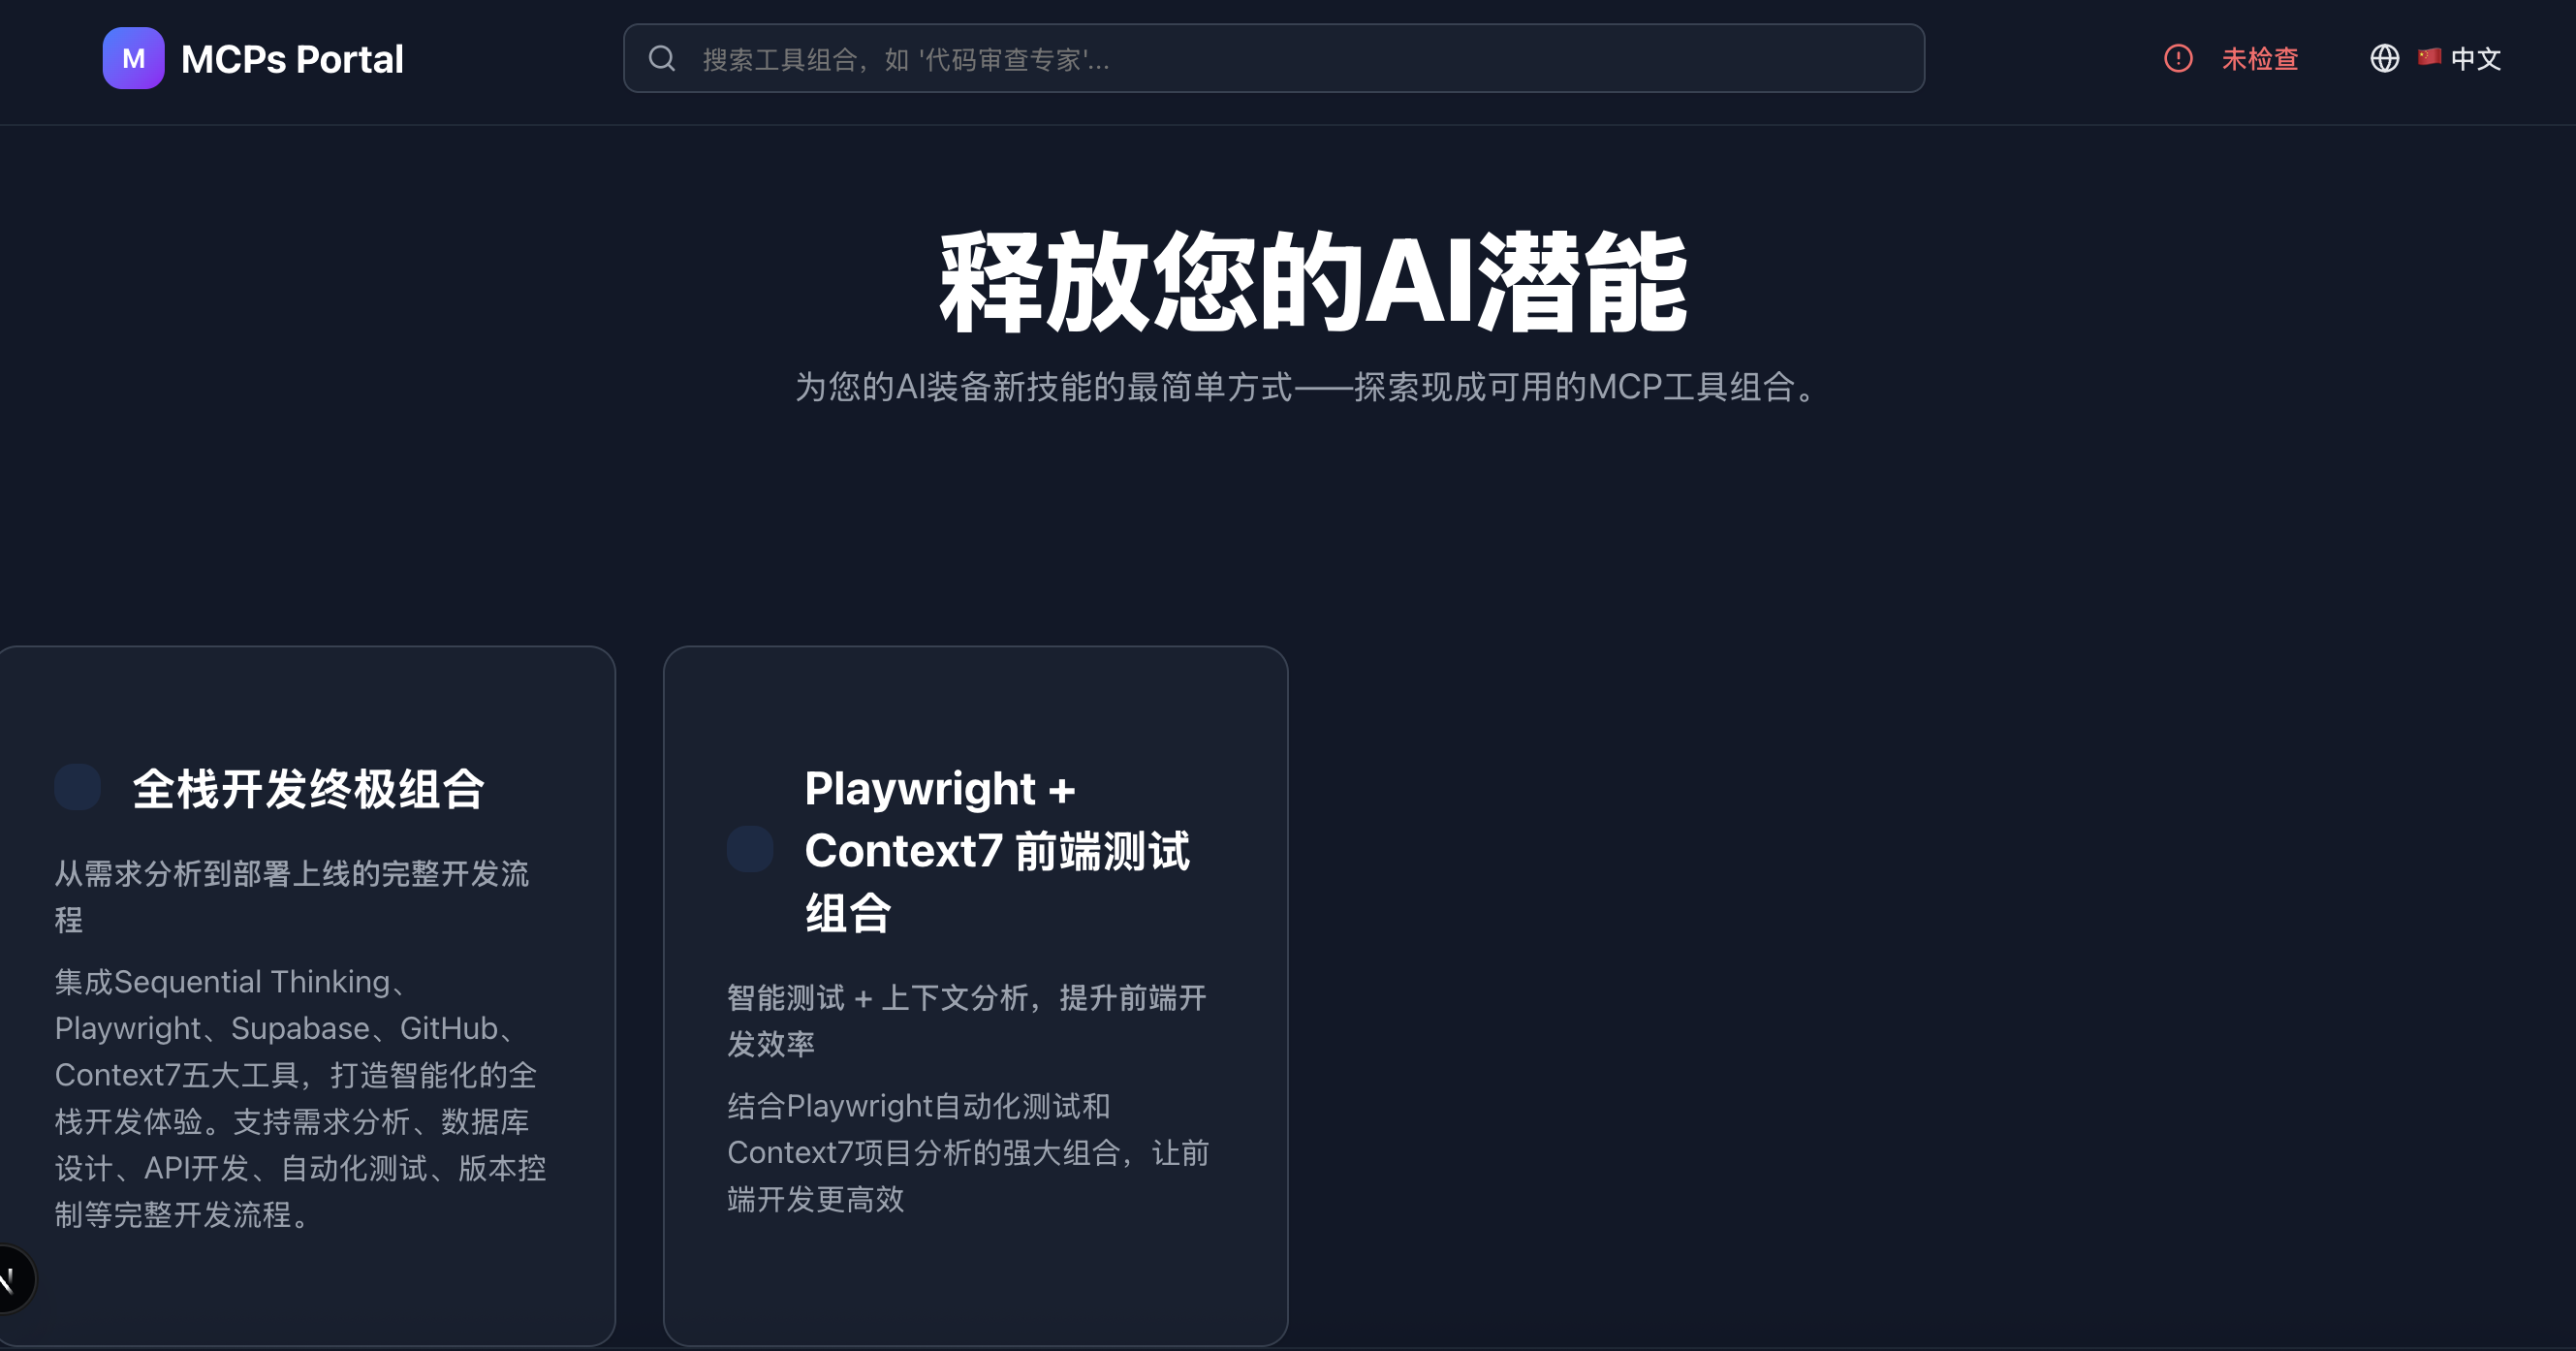 M MCPs Portal
搜索工具组合，如 '代码审查专家'...
未检查
🇨🇳 中文
释放您的AI潜能
为您的AI装备新技能的最简单方式——探索现成可用的MCP工具组合。
全栈开发终极组合
从需求分析到部署上线的完整开发流
程
集成Sequential Thinking、
Playwright、Supabase、GitHub、
Context7五大工具，打造智能化的全
栈开发体验。支持需求分析、数据库
设计、API开发、自动化测试、版本控
制等完整开发流程。
Playwright +
Context7 前端测试
组合
智能测试 + 上下文分析，提升前端开
发效率
结合Playwright自动化测试和
Context7项目分析的强大组合，让前
端开发更高效
N